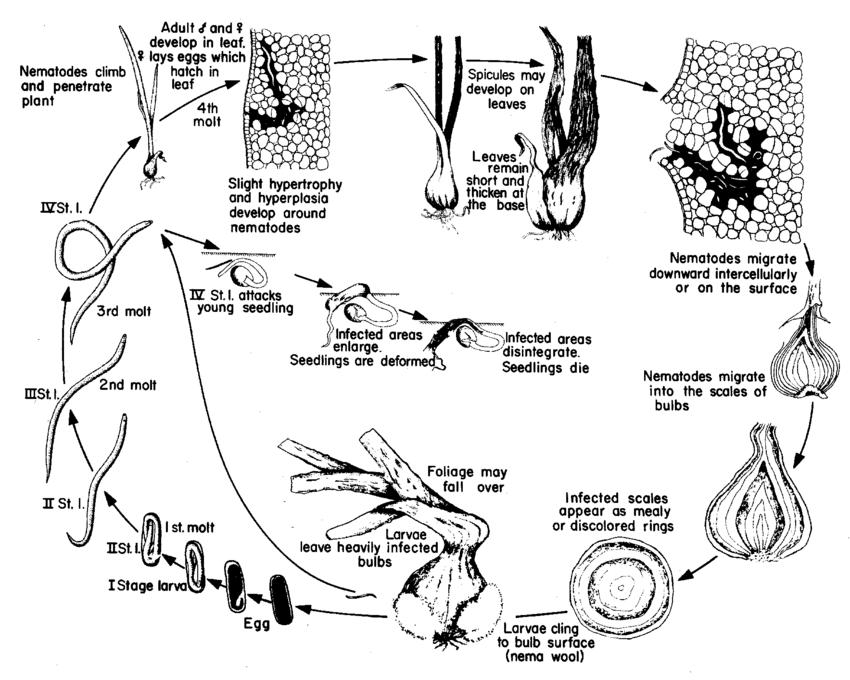 Adult ♂ and ♀
develop in leaf.
♀ lays eggs which
hatch in
leaf
Nematodes climb
and penetrate
plant
4th
molt
Slight hypertrophy
and hyperplasia
develop around
nematodes
Spicules may
develop on
leaves
Leaves
remain
short and
thicken at
the base
Nematodes migrate
downward intercellularly
or on the surface
Nematodes migrate
into the scales of
bulbs
Infected scales
appear as mealy
or discolored rings
Larvae cling
to bulb surface
(nema wool)
Foliage may
fall over
Larvae
leave heavily infected
bulbs
Egg
I Stage larva
1st. molt
II St. I.
II St. I.
2nd molt
III St. I.
3rd molt
IV St. I.
IV St. I. attacks
young seedling
Infected areas
enlarge.
Seedlings are deformed
Infected areas
disintegrate.
Seedlings die